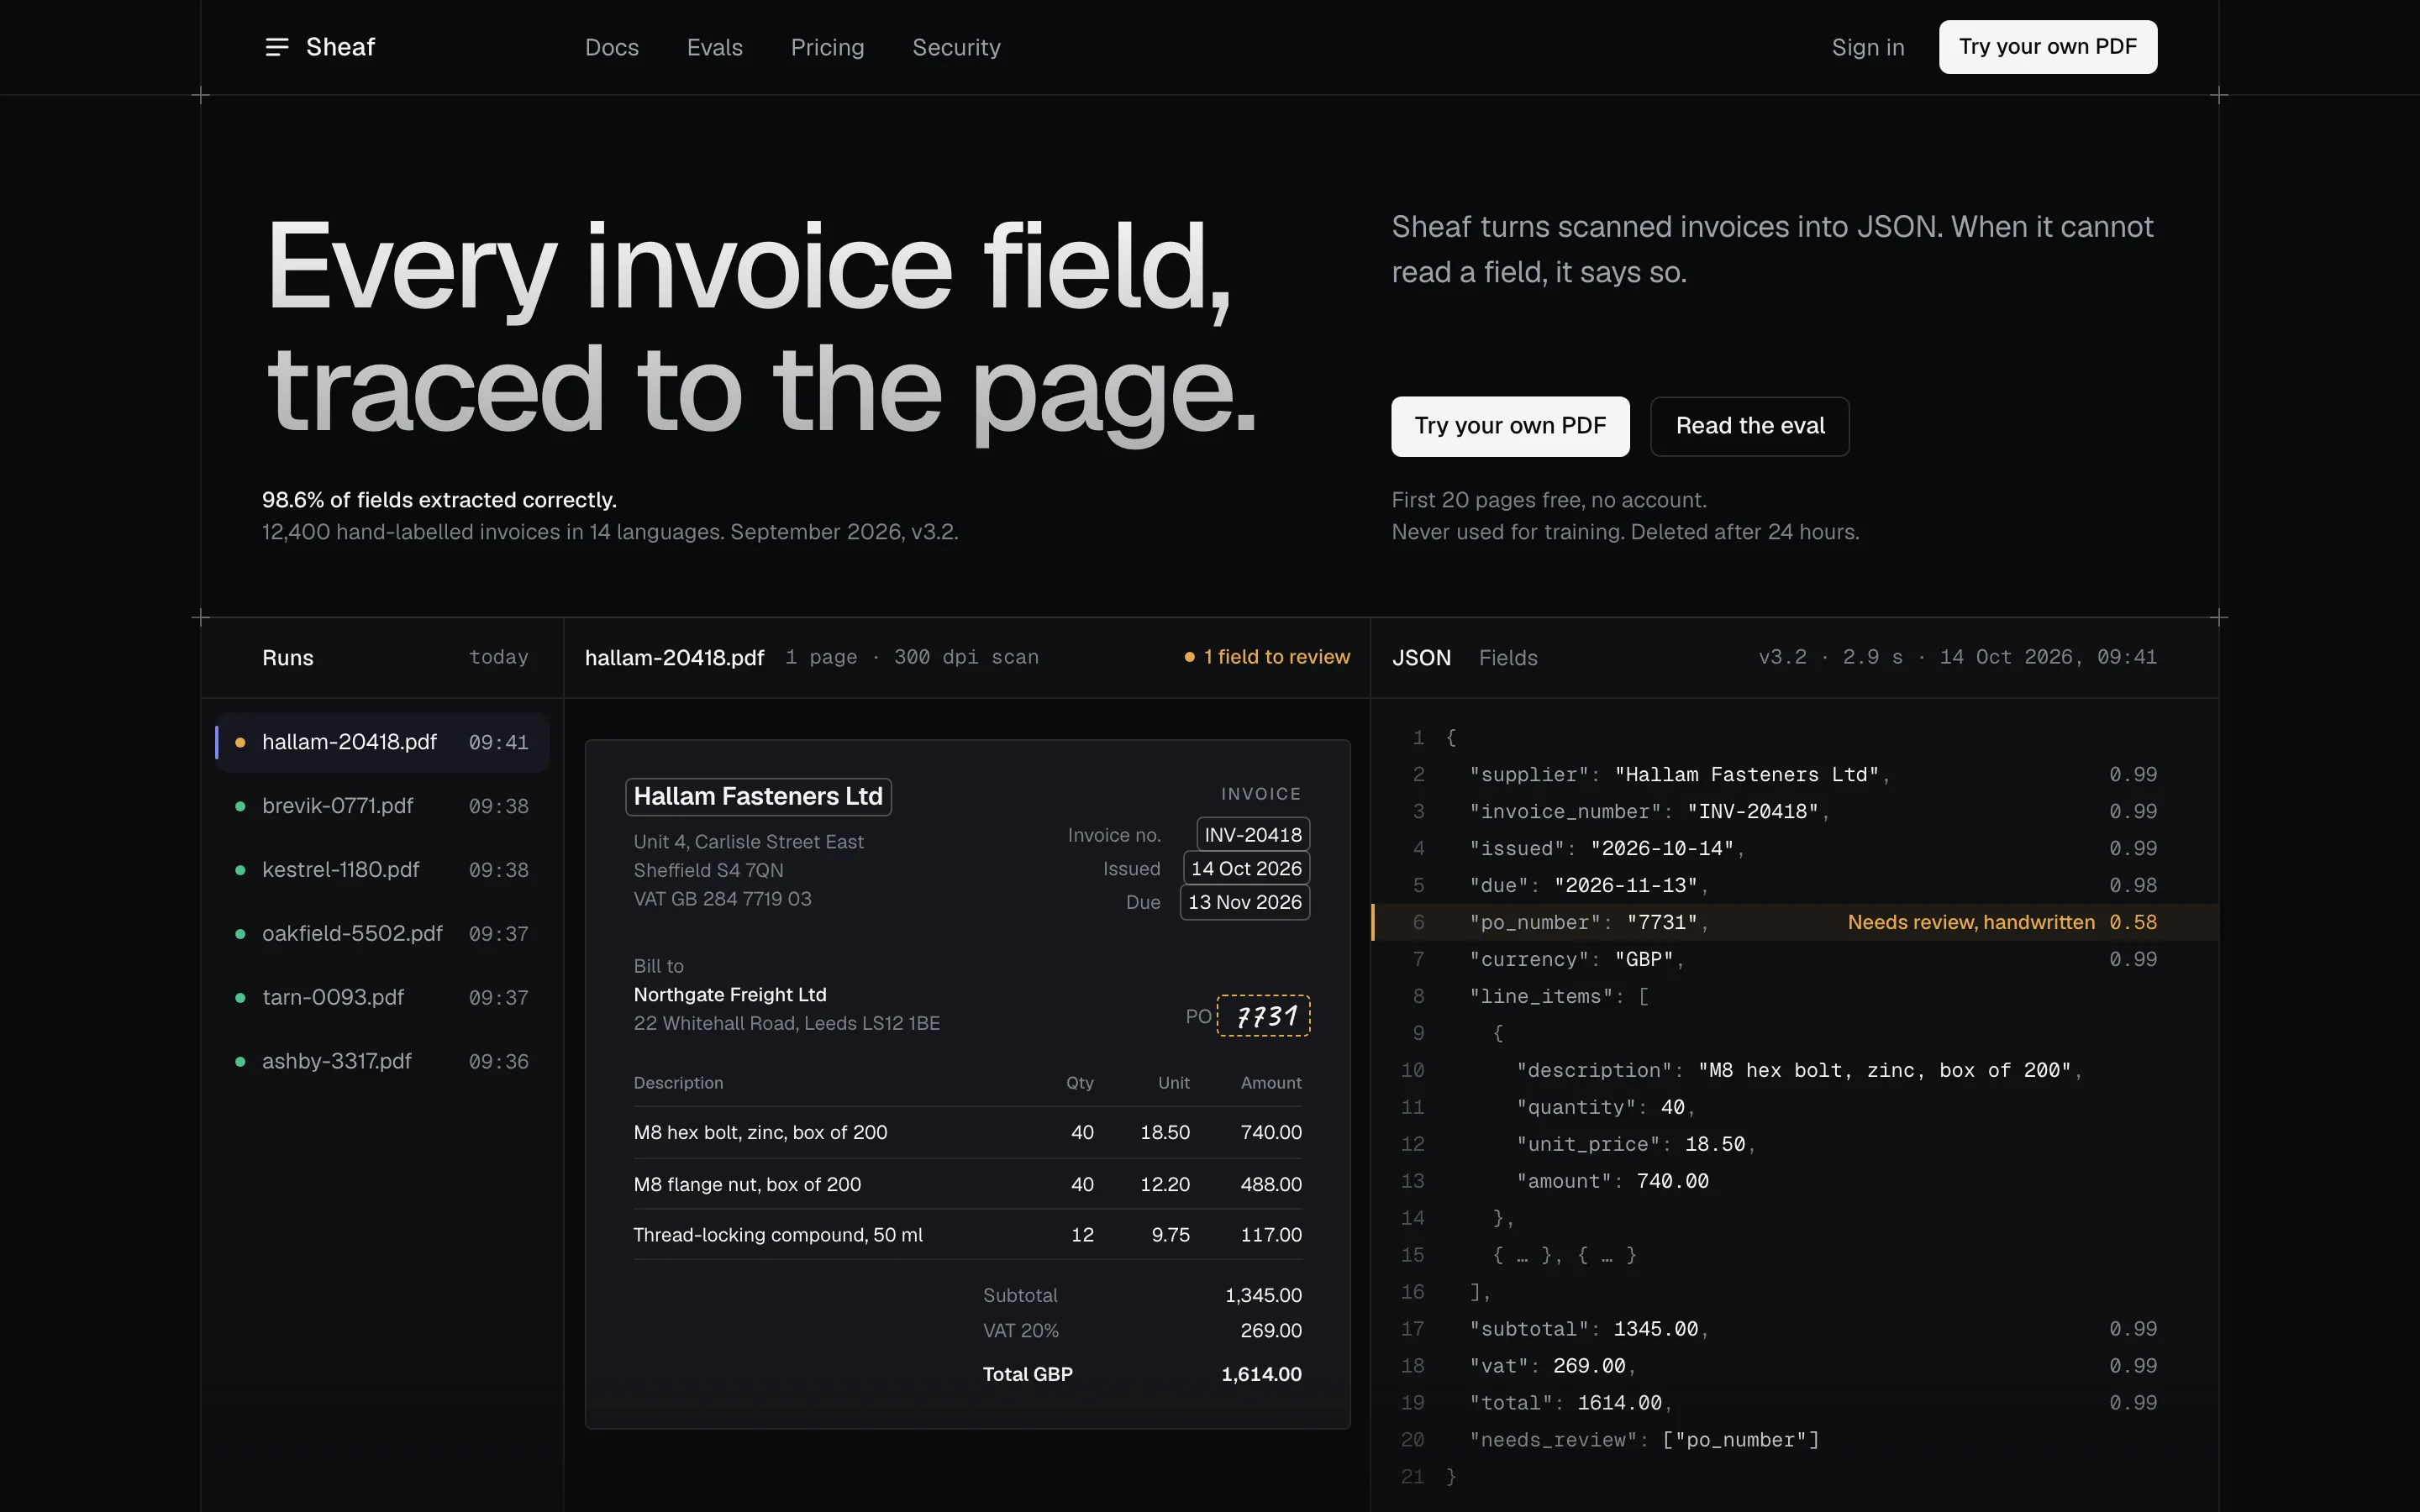 Sheaf
Docs Evals Pricing Security
Sign in Try your own PDF
Every invoice field,
traced to the page.
98.6% of fields extracted correctly.
12,400 hand-labelled invoices in 14 languages. September 2026, v3.2.
Sheaf turns scanned invoices into JSON. When it cannot
read a field, it says so.
Try your own PDF Read the eval
First 20 pages free, no account.
Never used for training. Deleted after 24 hours.
Runs today
hallam-20418.pdf 09:41
brevik-0771.pdf 09:38
kestrel-1180.pdf 09:38
oakfield-5502.pdf 09:37
tarn-0093.pdf 09:37
ashby-3317.pdf 09:36
hallam-20418.pdf 1 page · 300 dpi scan 1 field to review
Hallam Fasteners Ltd
Unit 4, Carlisle Street East
Sheffield S4 7QN
VAT GB 284 7719 03
INVOICE
Invoice no. INV-20418
Issued 14 Oct 2026
Due 13 Nov 2026
Bill to
Northgate Freight Ltd
22 Whitehall Road, Leeds LS12 1BE
PO 7731
Description Qty Unit Amount
M8 hex bolt, zinc, box of 200 40 18.50 740.00
M8 flange nut, box of 200 40 12.20 488.00
Thread-locking compound, 50 ml 12 9.75 117.00
Subtotal 1,345.00
VAT 20% 269.00
Total GBP 1,614.00
JSON Fields v3.2 · 2.9 s · 14 Oct 2026, 09:41
1 {
2 "supplier": "Hallam Fasteners Ltd", 0.99
3 "invoice_number": "INV-20418", 0.99
4 "issued": "2026-10-14", 0.99
5 "due": "2026-11-13", 0.98
6 "po_number": "7731", Needs review, handwritten 0.58
7 "currency": "GBP", 0.99
8 "line_items": [
9 {
10 "description": "M8 hex bolt, zinc, box of 200",
11 "quantity": 40,
12 "unit_price": 18.50,
13 "amount": 740.00
14 },
15 { … }, { … }
16 ],
17 "subtotal": 1345.00, 0.99
18 "vat": 269.00, 0.99
19 "total": 1614.00, 0.99
20 "needs_review": ["po_number"]
21 }